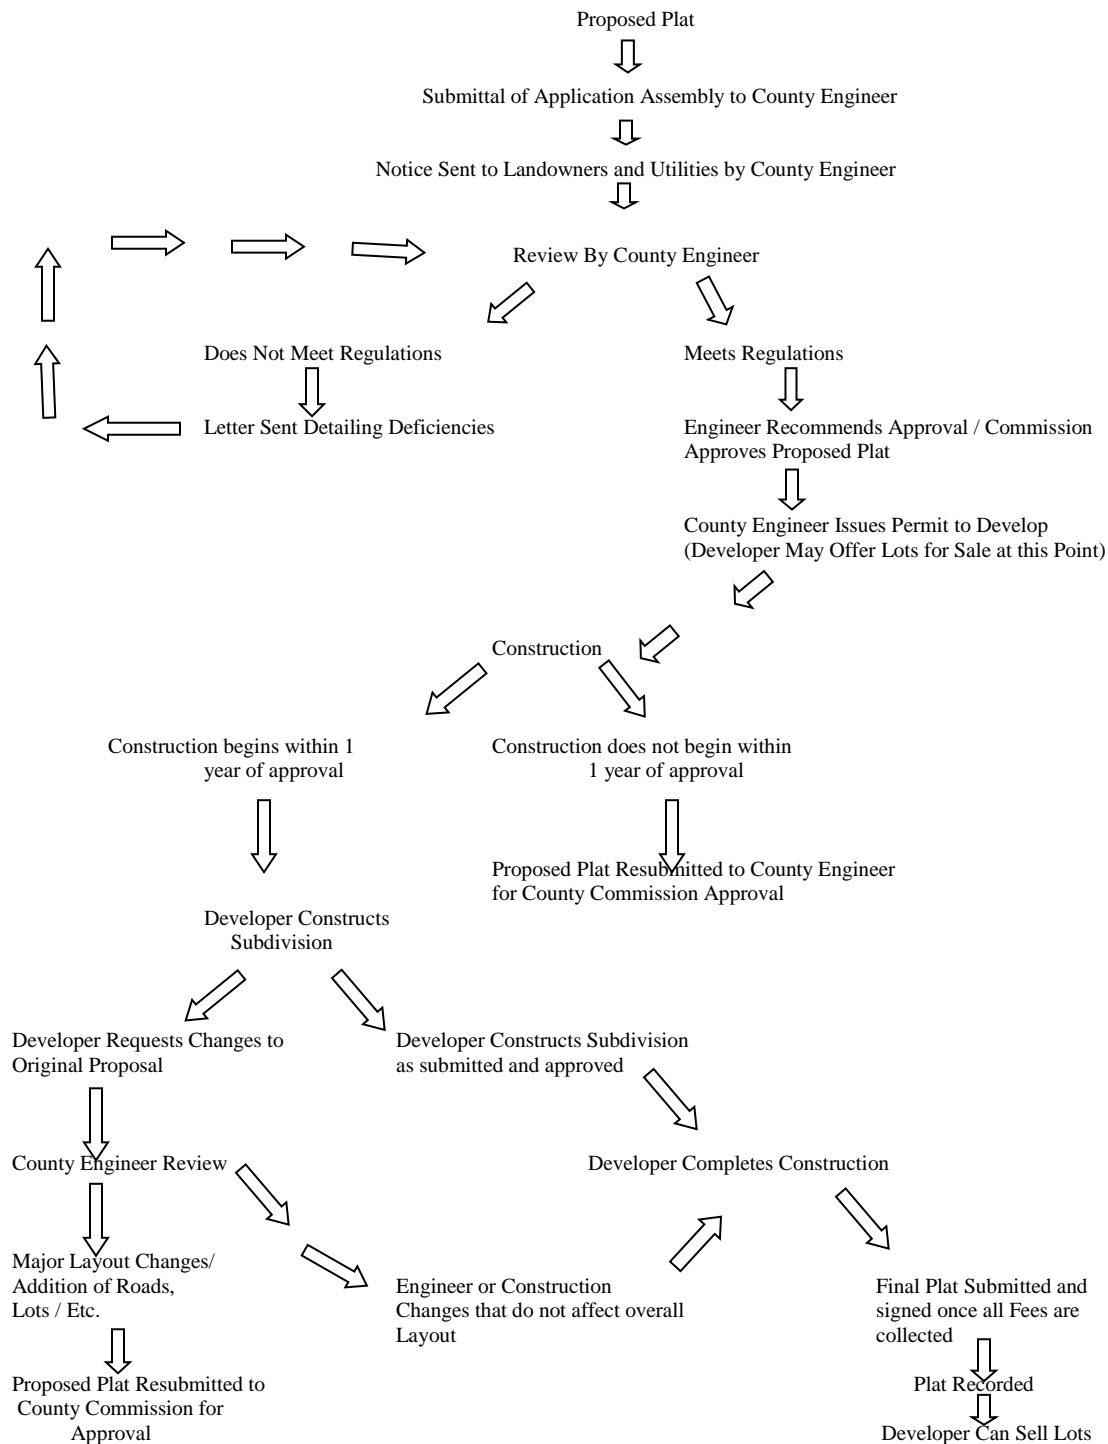 Proposed Plat
Submittal of Application Assembly to County Engineer
Notice Sent to Landowners and Utilities by County Engineer
Review By County Engineer
Does Not Meet Regulations
Meets Regulations
Letter Sent Detailing Deficiencies
Engineer Recommends Approval / Commission
Approves Proposed Plat
County Engineer Issues Permit to Develop
(Developer May Offer Lots for Sale at this Point)
Construction
Construction begins within 1
year of approval
Construction does not begin within
1 year of approval
Proposed Plat Resubmitted to County Engineer
for County Commission Approval
Developer Constructs
Subdivision
Developer Requests Changes to
Original Proposal
Developer Constructs Subdivision
as submitted and approved
County Engineer Review
Developer Completes Construction
Major Layout Changes/
Addition of Roads,
Lots / Etc.
Engineer or Construction
Changes that do not affect overall
Layout
Final Plat Submitted and
signed once all Fees are
collected
Proposed Plat Resubmitted to
County Commission for
Approval
Plat Recorded
Developer Can Sell Lots